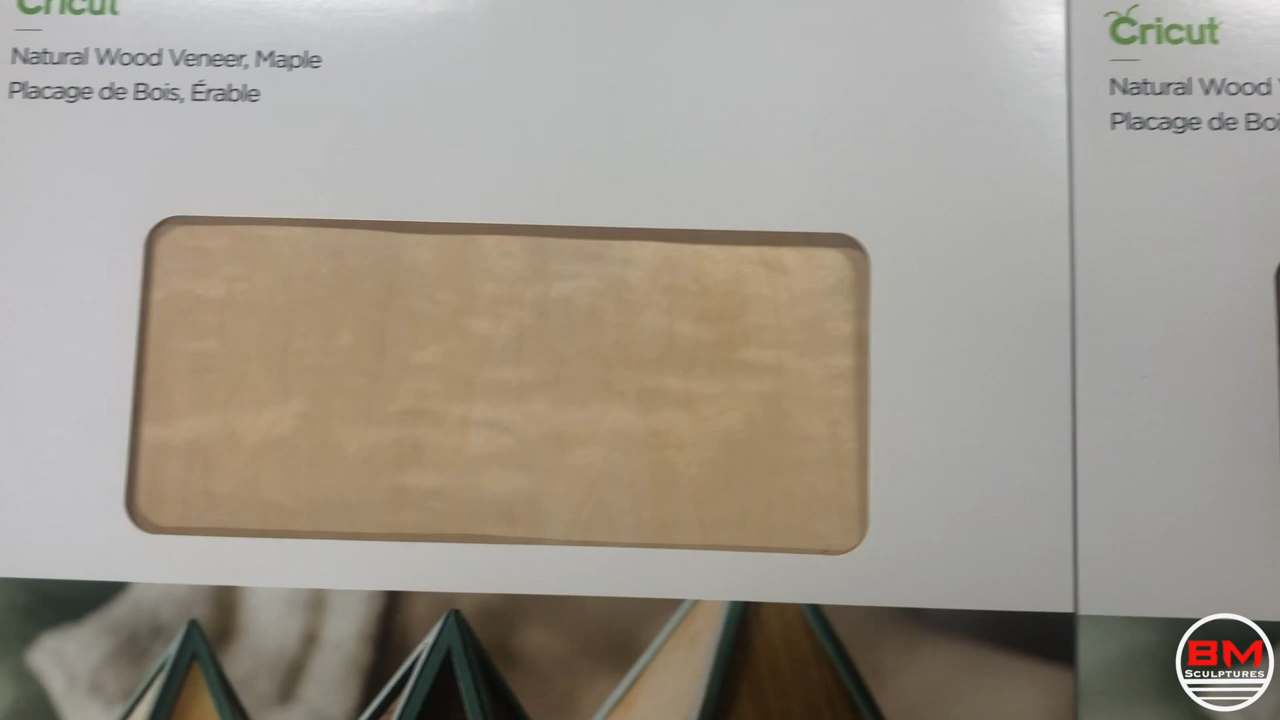 Cricut
Natural Wood Veneer, Maple
Placage de Bois, Érable
Cricut
Natural Wood
Placage de Boi
BM
SCULPTURES